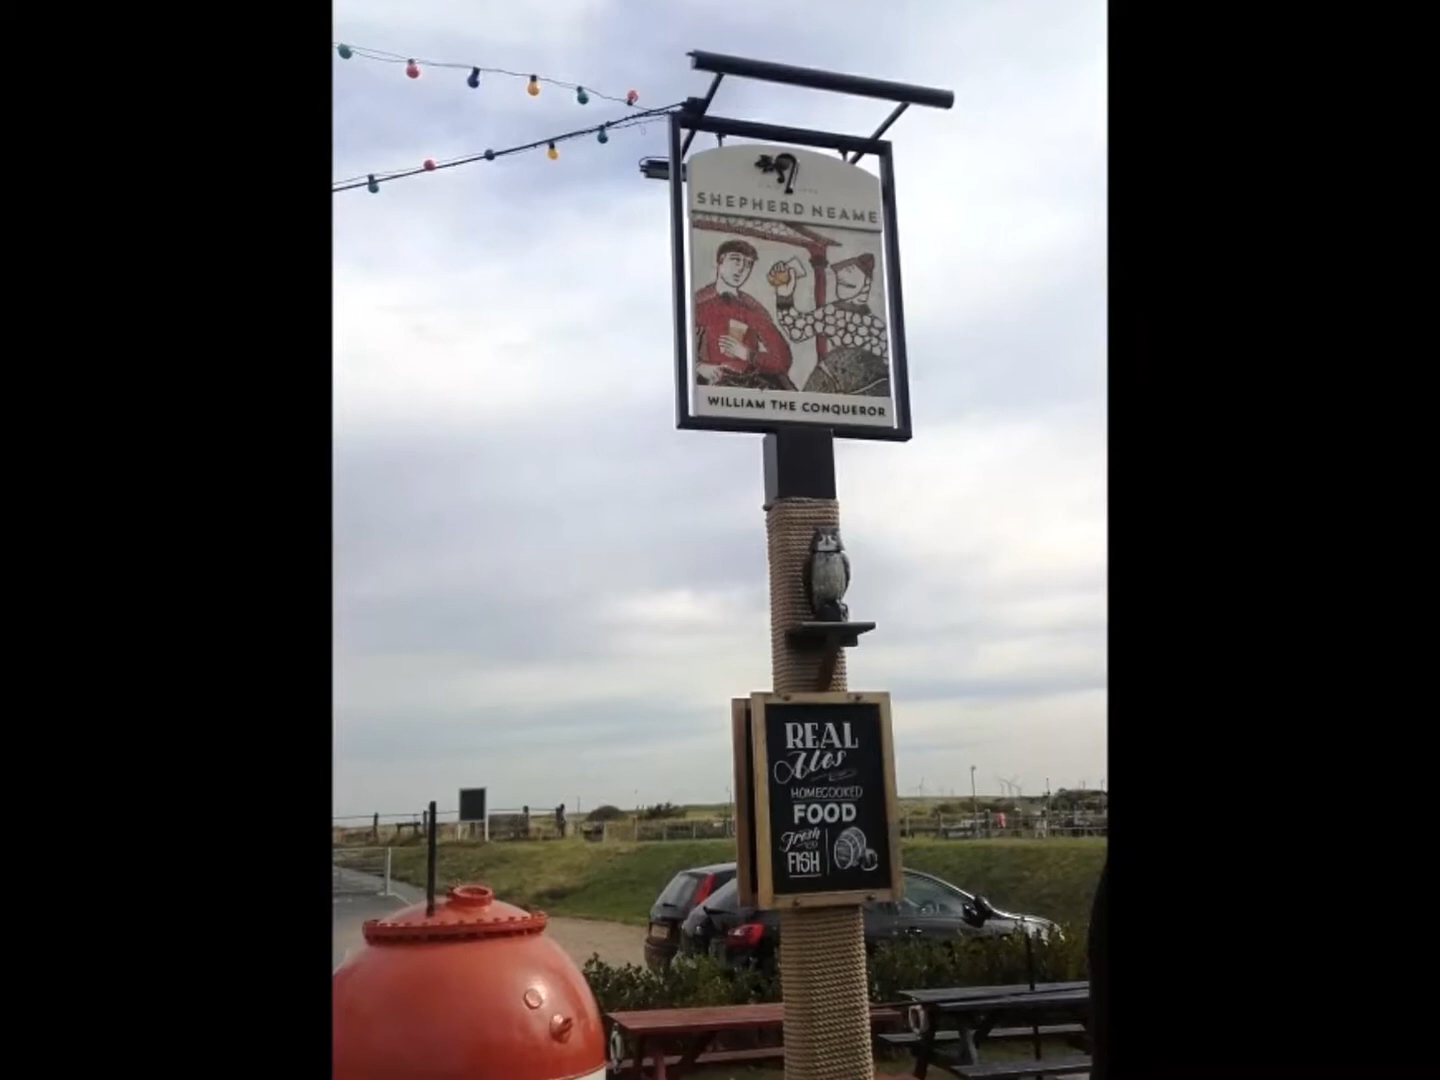 SHEPHERD NEAME
WILLIAM THE CONQUEROR
REAL
Ales
HOMECOOKED
FOOD
Fresh
FISH